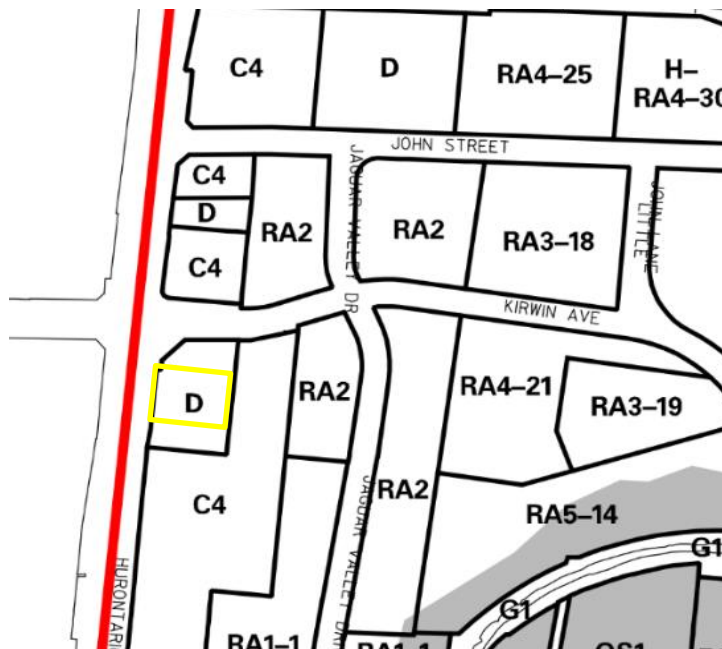 C4
D
RA4–25
H–
RA4–30
JOHN STREET
C4
D
C4
RA2
JAGUAR VALLEY DR
RA2
RA3–18
JOHN LANE
LITTLE
KIRWIN AVE
D
RA2
RA4–21
RA3–19
C4
RA2
RA5–14
JAGUAR VALLEY DRI
HURONTARI
G1
G1
RA1–1
RA1–1
OS1